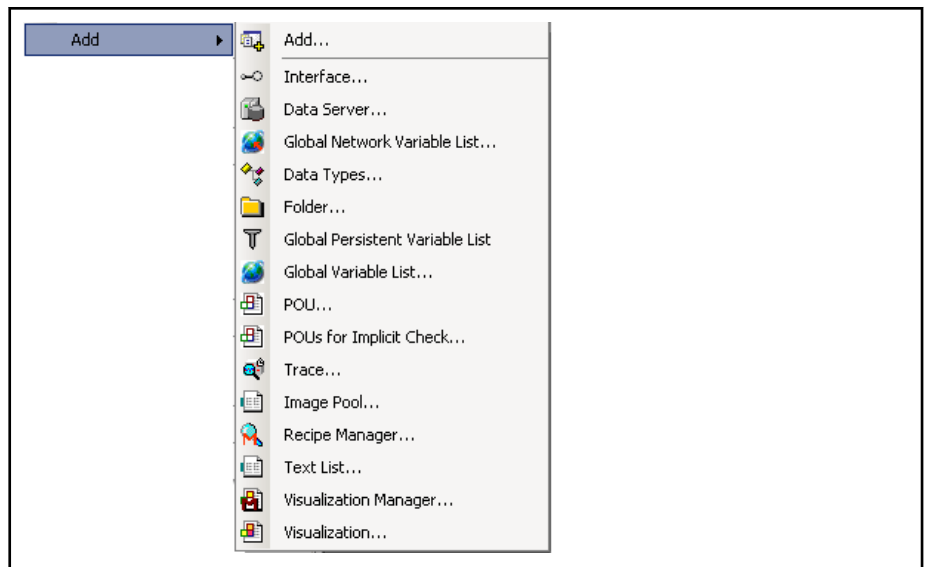 Add
Add...
Interface...
Data Server...
Global Network Variable List...
Data Types...
Folder...
Global Persistent Variable List
Global Variable List...
POU...
POUs for Implicit Check...
Trace...
Image Pool...
Recipe Manager...
Text List...
Visualization Manager...
Visualization...